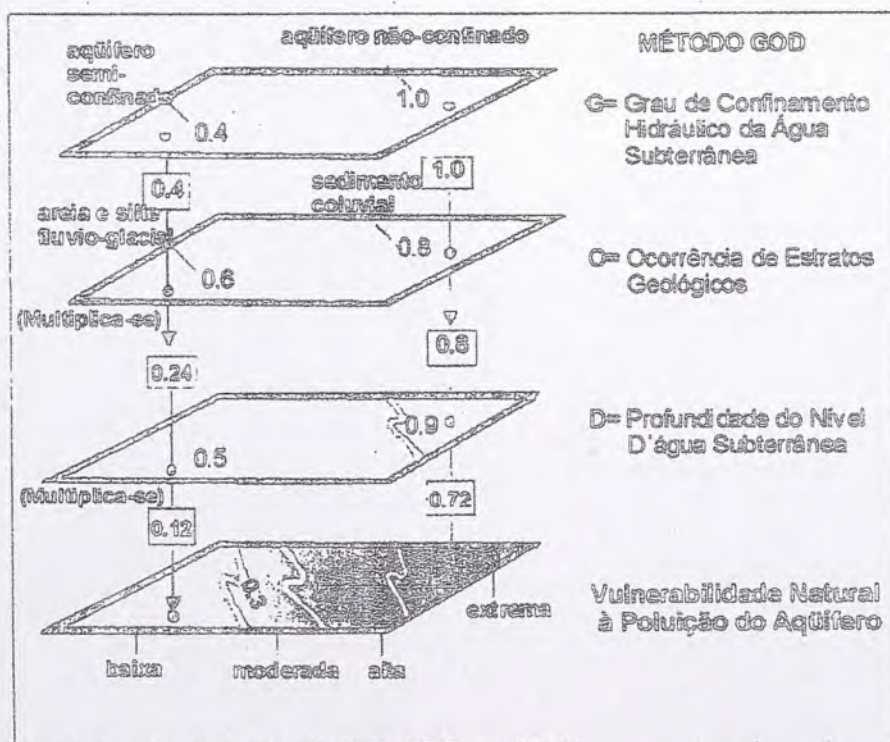 aqüífero
semi-
confinado
aqüífero não-confinado
MÉTODO GOD
1.0
0.4
G= Grau de Confinamento
Hidráulico da Água
Subterrânea
0.4
1.0
areia e silte
fluvio-glacial
sedimento
coluvial
0.8
0.6
O= Ocorrência de Estratos
Geológicos
(Multiplica-se)
0.24
0.8
0.9
0.5
D= Profundidade do Nível
D'água Subterrânea
(Multiplica-se)
0.12
0.72
0.3
extrema
Vulnerabilidade Natural
à Poluição do Aqüífero
baixa
moderada
alta